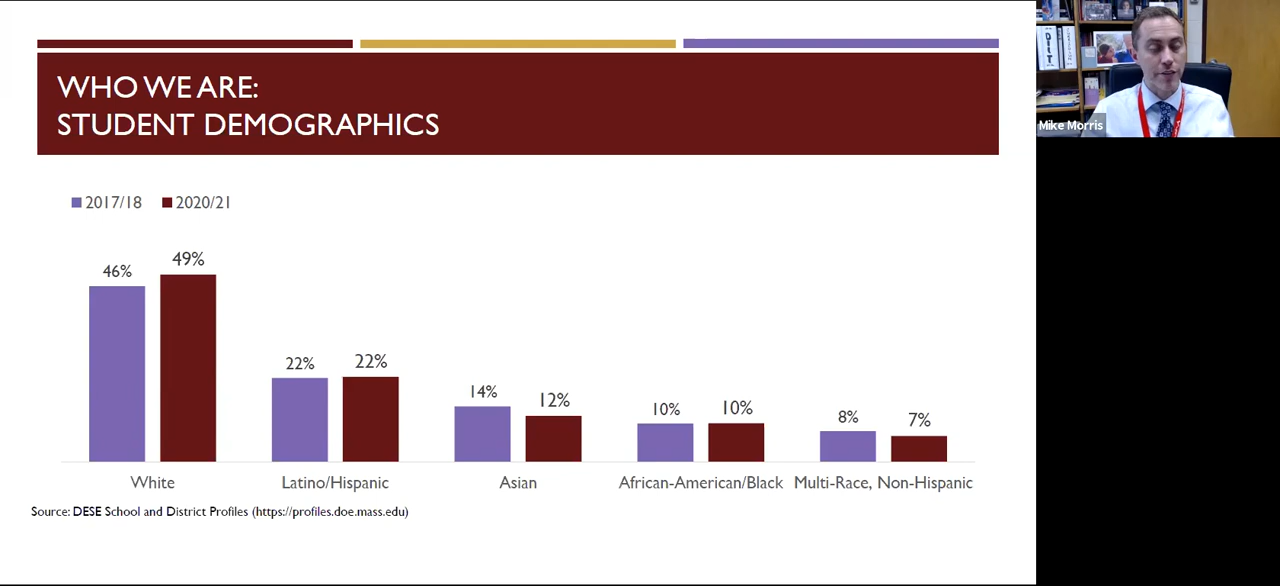 WHO WE ARE:
STUDENT DEMOGRAPHICS
2017/18 2020/21
46% 49%
22% 22%
14% 12%
10% 10%
8% 7%
White Latino/Hispanic Asian African-American/Black Multi-Race, Non-Hispanic
Source: DESE School and District Profiles (https://profiles.doe.mass.edu)
Mike Morris